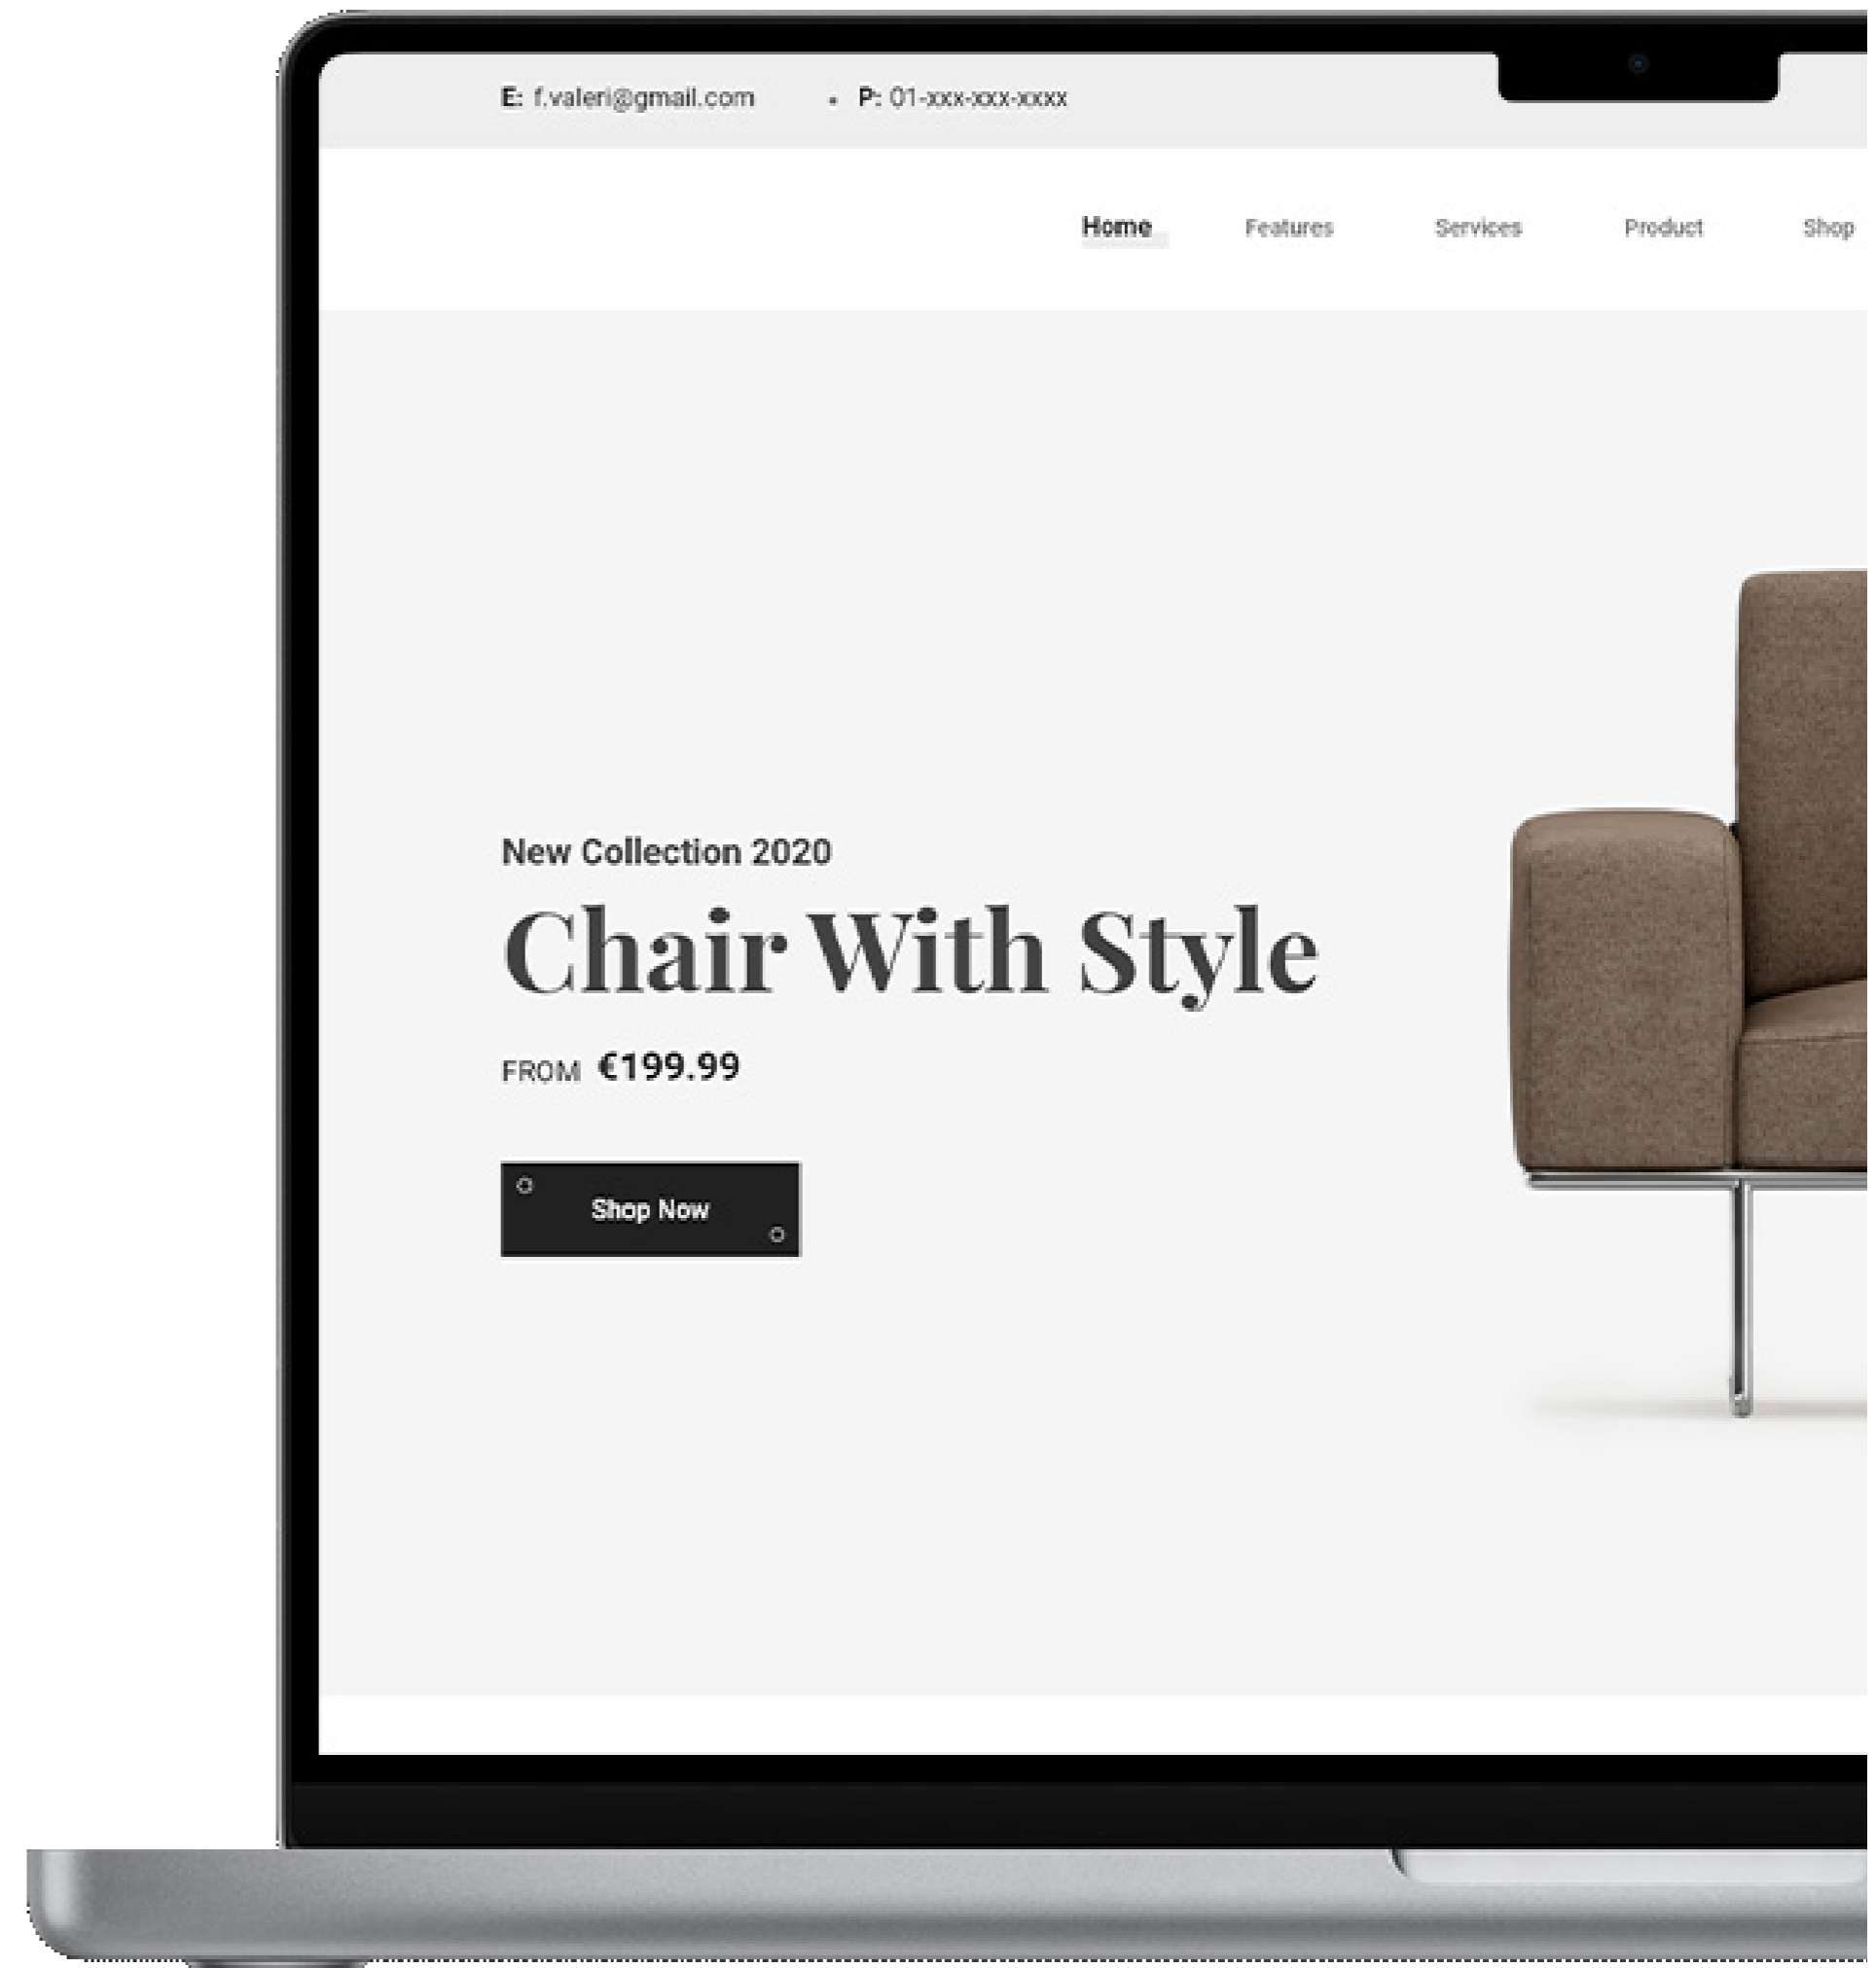 E: f.valeri@gmail.com • P: 01-xxx-xxx-xxxx
Home Features Services Product Shop
New Collection 2020
Chair With Style
FROM €199.99
Shop Now